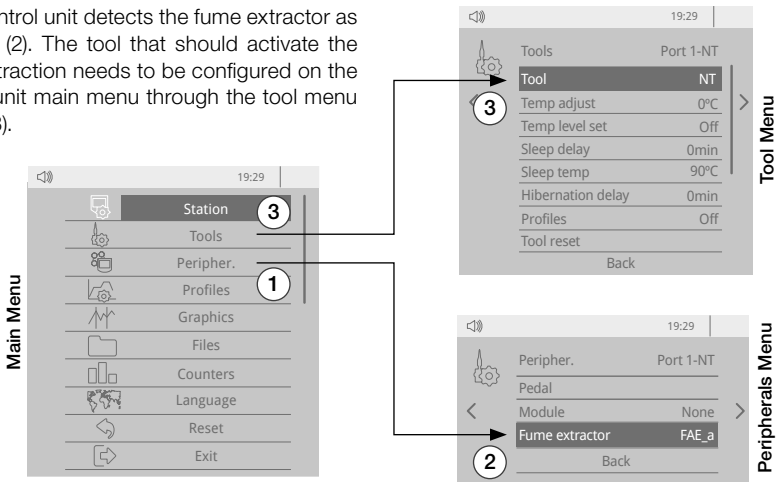 ntrol unit detects the fume extractor as
(2). The tool that should activate the
traction needs to be configured on the
unit main menu through the tool menu
3).
Main Menu
19:29
Station
3
Tools
Peripher.
1
Profiles
Graphics
Files
Counters
Language
Reset
Exit
Tool Menu
19:29
Tools Port 1-NT
Tool NT
3
Temp adjust 0ºC
Temp level set Off
Sleep delay 0min
Sleep temp 90ºC
Hibernation delay 0min
Profiles Off
Tool reset
Back
Peripherals Menu
19:29
Peripher. Port 1-NT
Pedal
Module None
Fume extractor FAE_a
2
Back